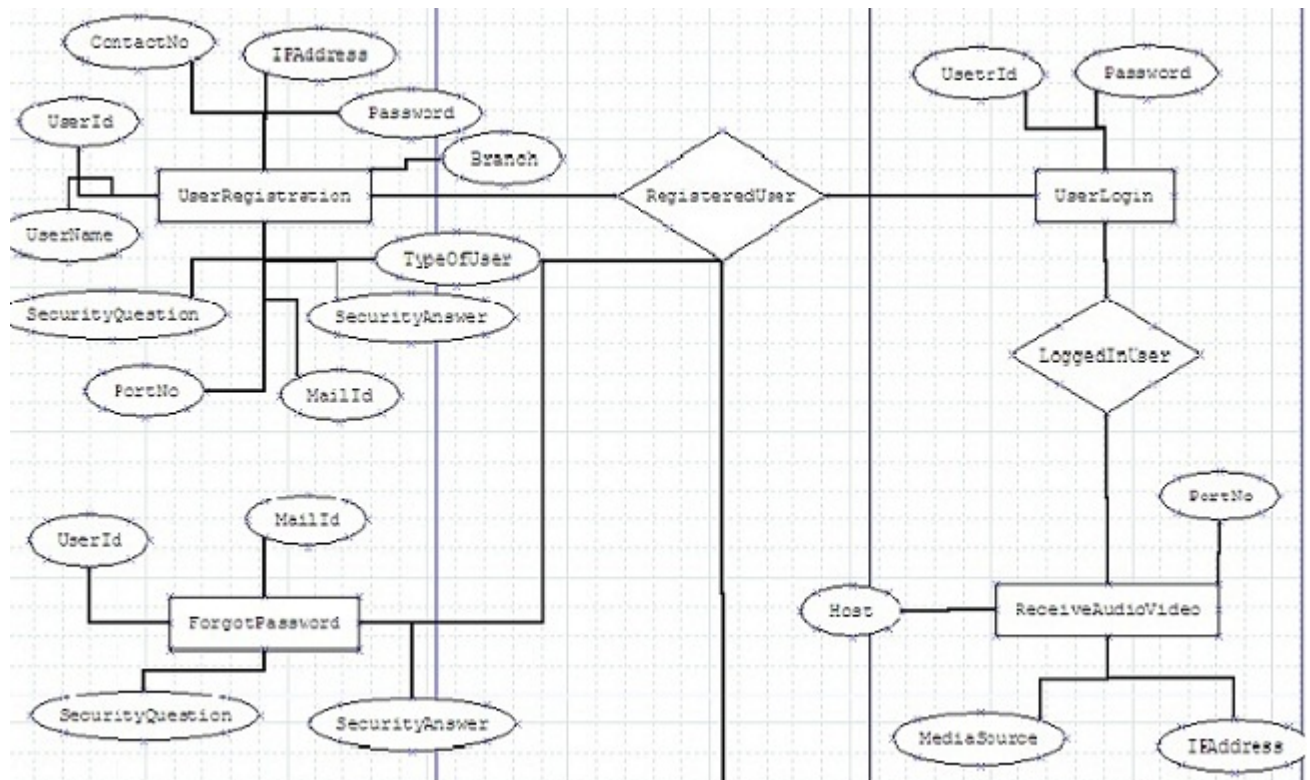 ContactNo
IPAddress
UsetrId
Password
UserId
Password
Branch
UserRegistration
RegisteredUser
UserLogin
UserName
TypeOfUser
SecurityQuestion
SecurityAnswer
LoggedInUser
PortNo
MailId
MailId
PortNo
UserId
Host
ReceiveAudioVideo
ForgotPassword
SecurityQuestion
SecurityAnswer
MediaSource
IPAddress